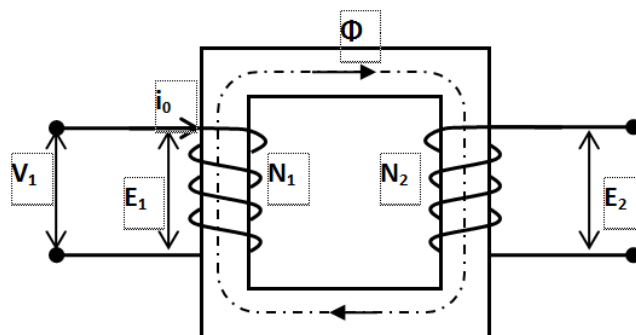 Φ
i₀
V₁
E₁
N₁
N₂
E₂